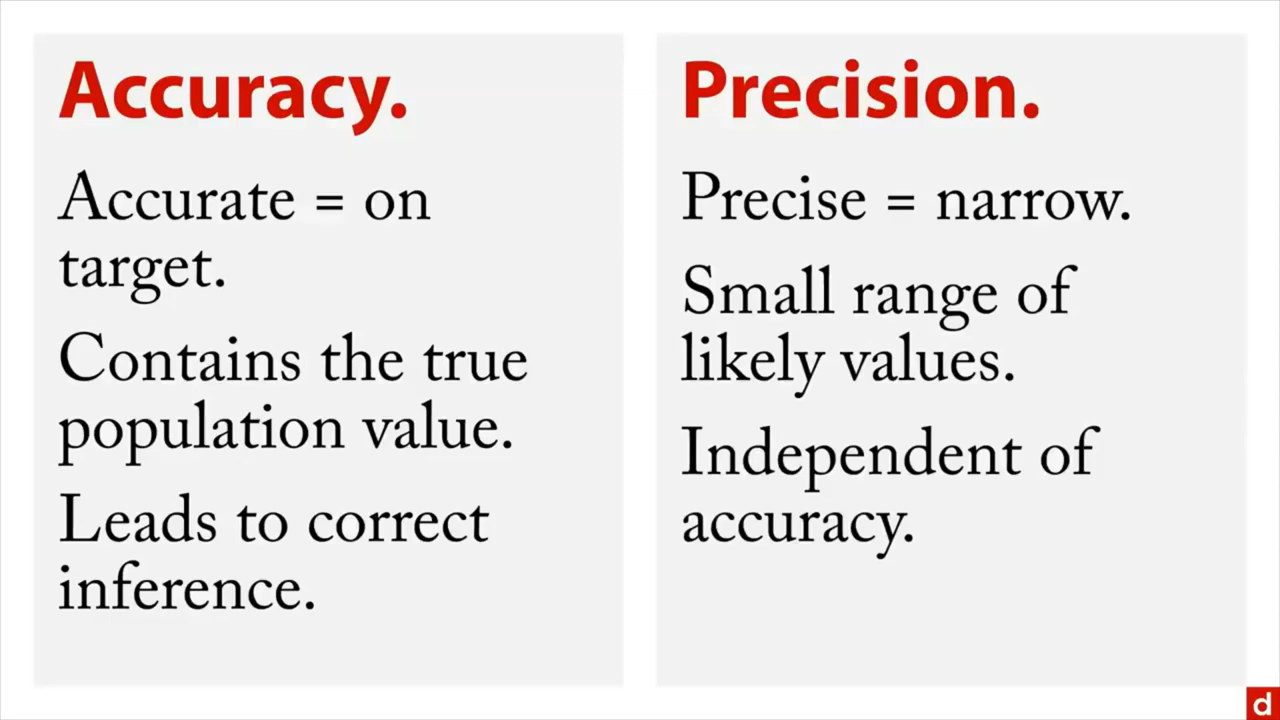 Accuracy.
Accurate = on
target.
Contains the true
population value.
Leads to correct
inference.
Precision.
Precise = narrow.
Small range of
likely values.
Independent of
accuracy.
d